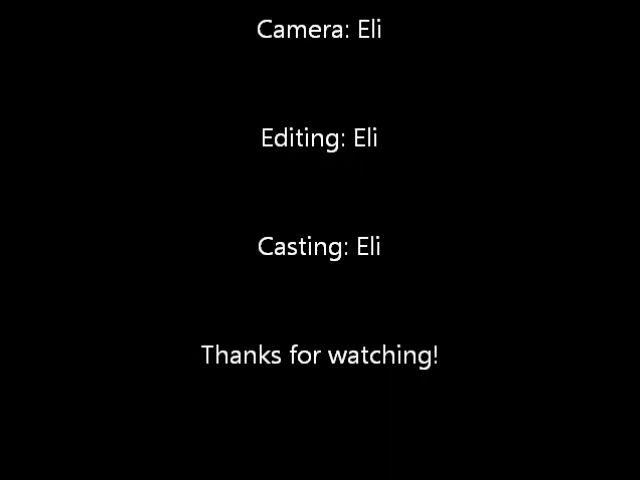 Camera: Eli
Editing: Eli
Casting: Eli
Thanks for watching!